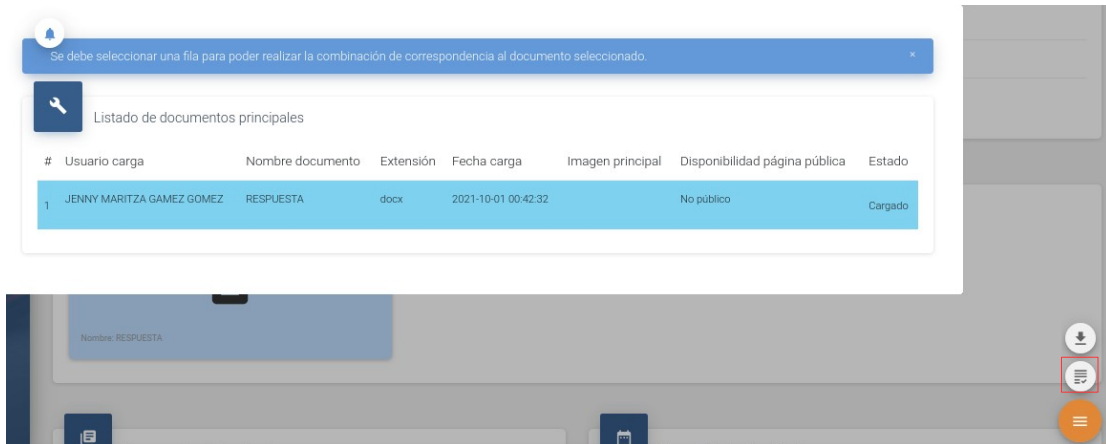 Se debe seleccionar una fila para poder realizar la combinación de correspondencia al documento seleccionado. ×
Listado de documentos principales
# Usuario carga Nombre documento Extensión Fecha carga Imagen principal Disponibilidad página pública Estado
1 JENNY MARITZA GAMEZ GOMEZ RESPUESTA docx 2021-10-01 00:42:32 No público Cargado
Nombre: RESPUESTA